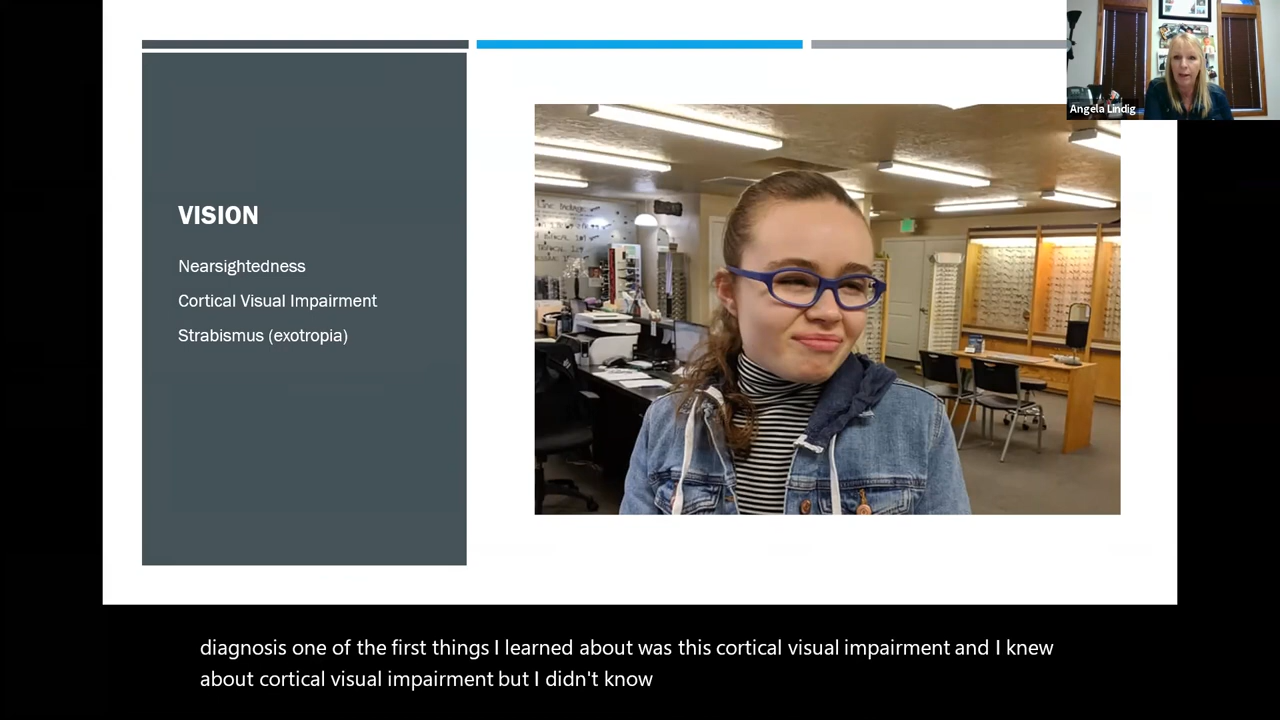 Angela Lindig
VISION
Nearsightedness
Cortical Visual Impairment
Strabismus (exotropia)
diagnosis one of the first things I learned about was this cortical visual impairment and I knew
about cortical visual impairment but I didn't know